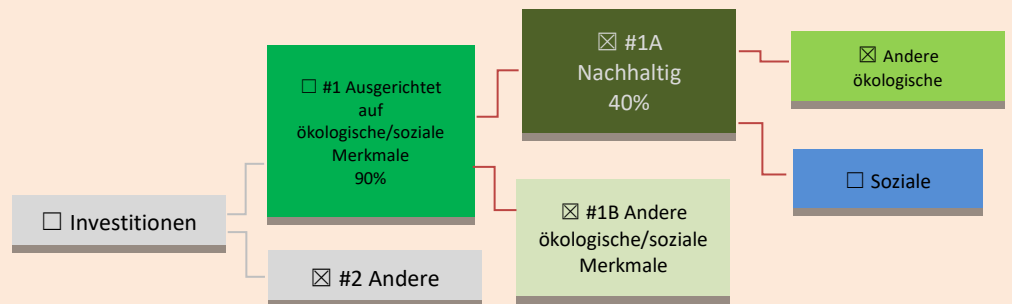 ☐ Investitionen
☐ #1 Ausgerichtet
auf
ökologische/soziale
Merkmale
90%
☒ #2 Andere
☒ #1A
Nachhaltig
40%
☒ #1B Andere
ökologische/soziale
Merkmale
☒ Andere
ökologische
☐ Soziale